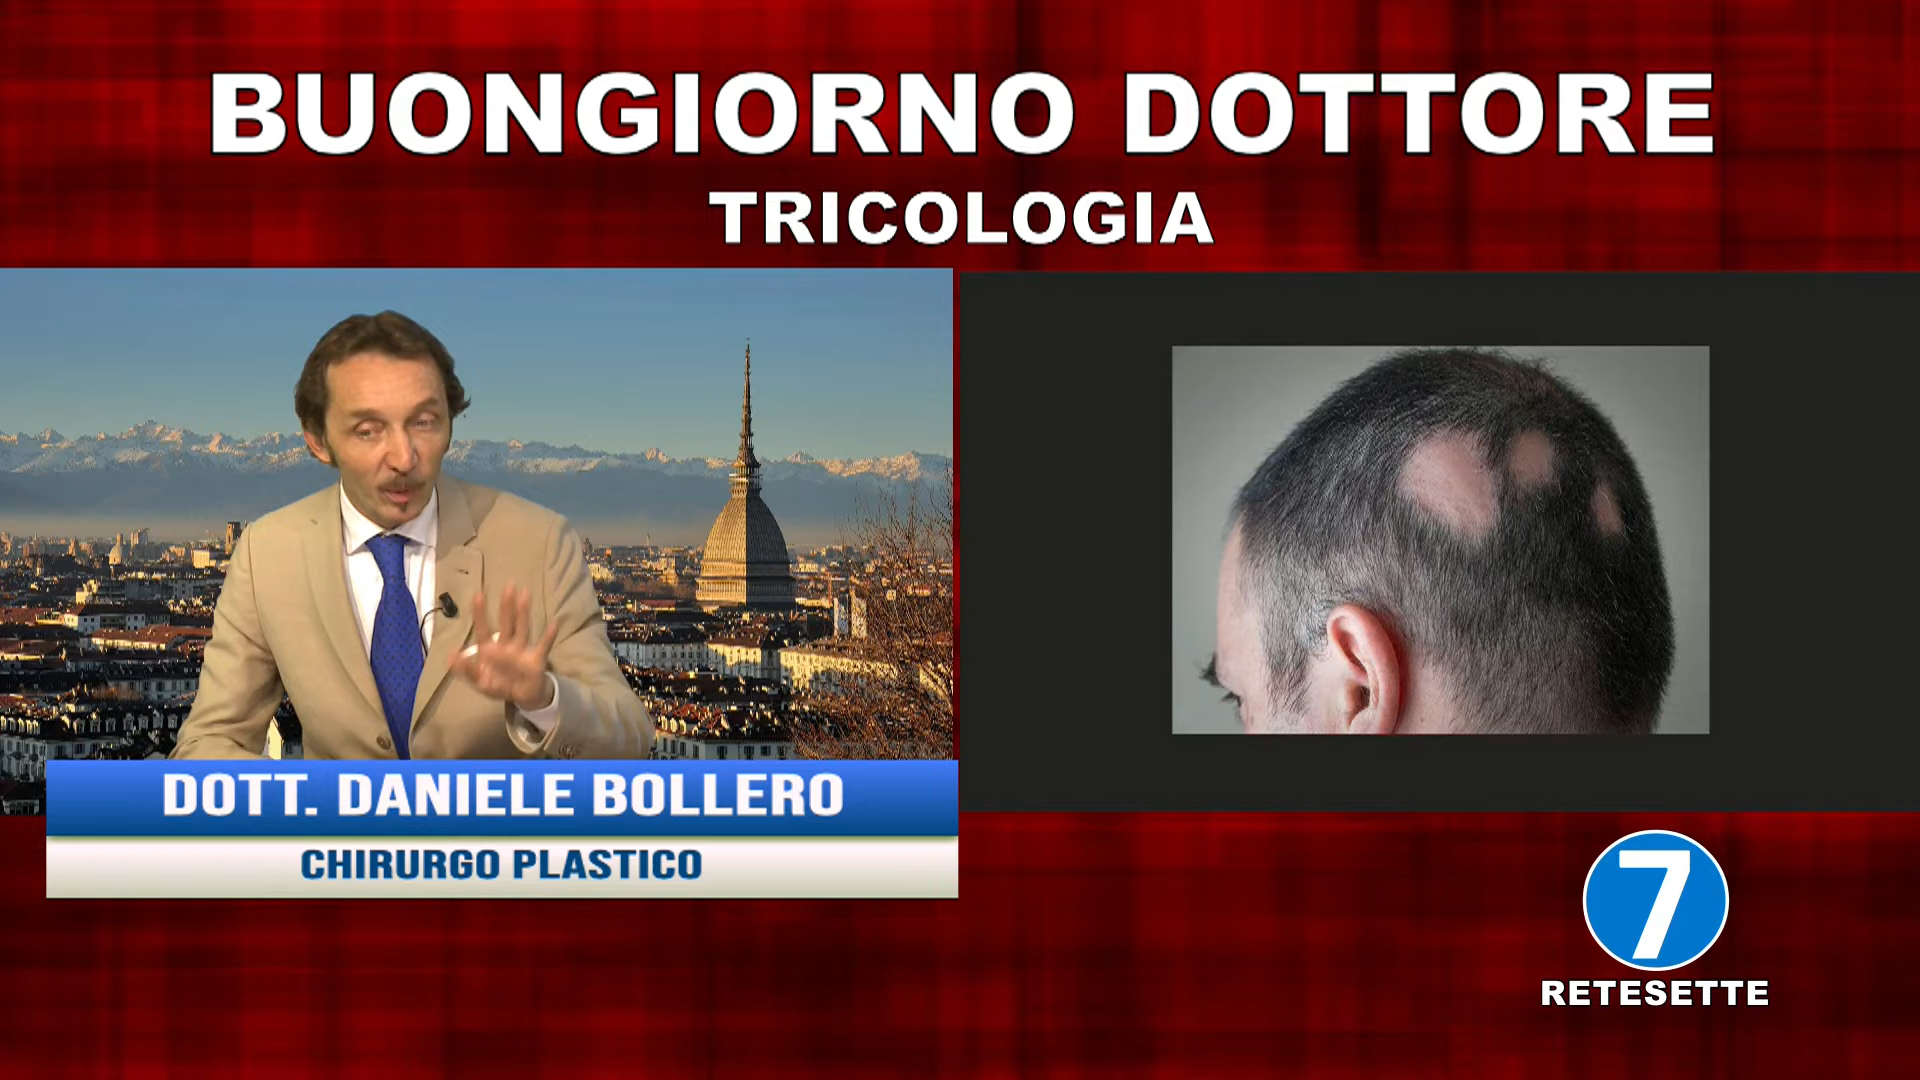 BUONGIORNO DOTTORE
TRICOLOGIA
DOTT. DANIELE BOLLERO
CHIRURGO PLASTICO
7
RETESETTE